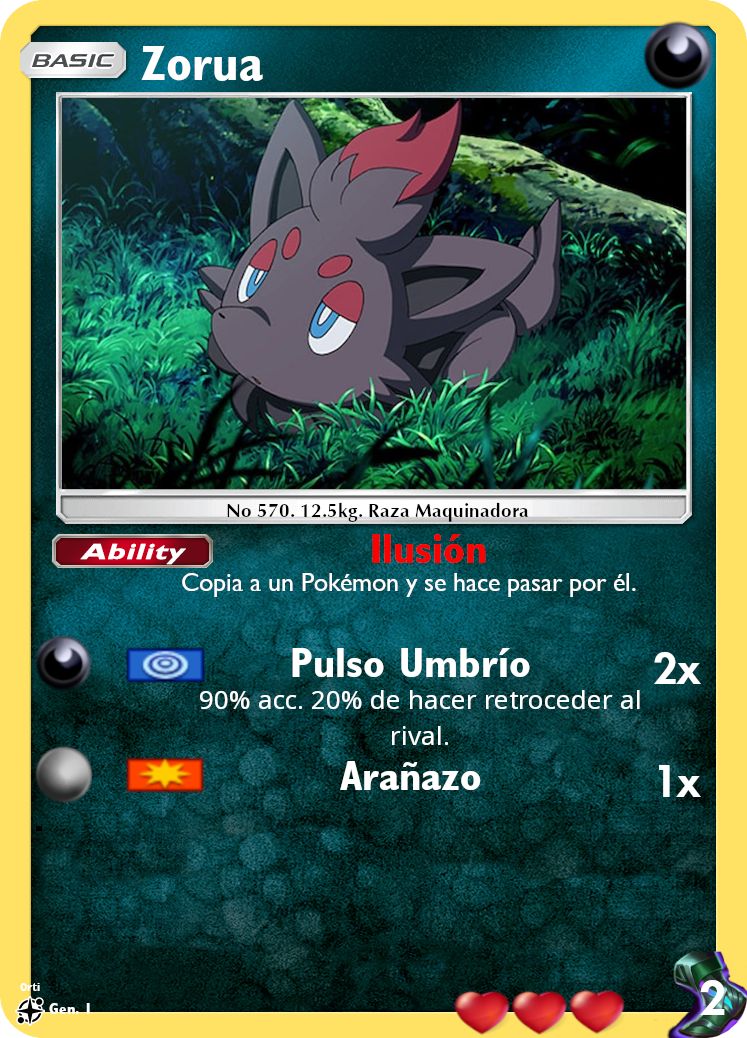 BASIC
Zorua
No 570. 12.5kg. Raza Maquinadora
Ability
Ilusión
Copia a un Pokémon y se hace pasar por él.
Pulso Umbrío
2x
90% acc. 20% de hacer retroceder al
rival.
Arañazo
1x
Orti
Gen. I
2